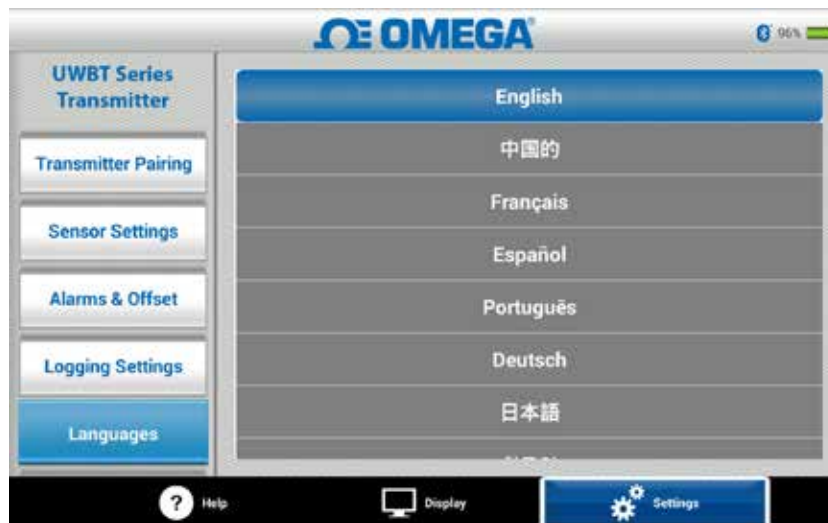 ΩE OMEGA®
96%
UWBT Series
Transmitter
Transmitter Pairing
Sensor Settings
Alarms & Offset
Logging Settings
Languages
English
中国的
Français
Español
Português
Deutsch
日本語
? Help
Display
Settings